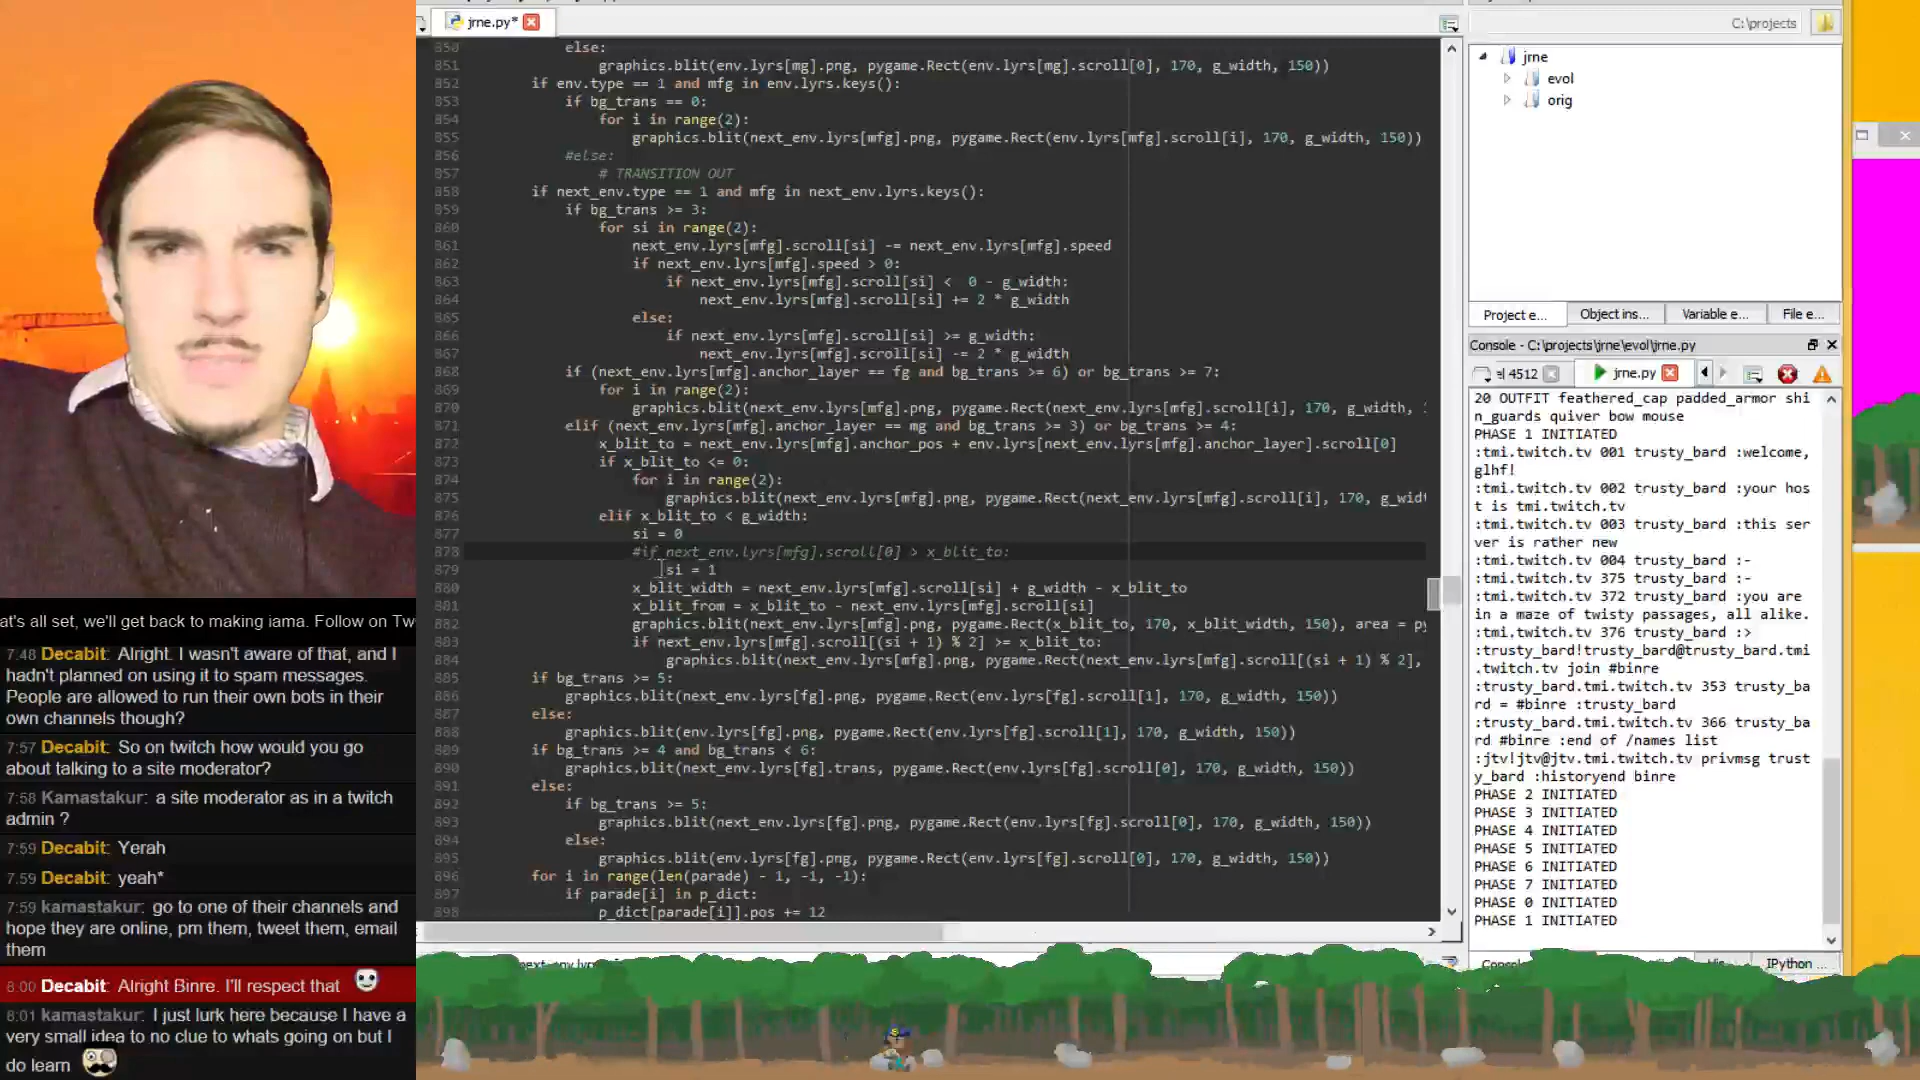 jrne.py*
850
else:
851 graphics.blit(env.lyrs[mg].png, pygame.Rect(env.lyrs[mg].scroll[0], 170, g_width, 150))
852 if env.type == 1 and mfg in env.lyrs.keys():
853 if bg_trans == 0:
854 for i in range(2):
855 graphics.blit(next_env.lyrs[mfg].png, pygame.Rect(env.lyrs[mfg].scroll[i], 170, g_width, 150))
856 #else:
857 # TRANSITION OUT
858 if next_env.type == 1 and mfg in next_env.lyrs.keys():
859 if bg_trans >= 3:
860 for si in range(2):
861 next_env.lyrs[mfg].scroll[si] -= next_env.lyrs[mfg].speed
862 if next_env.lyrs[mfg].speed > 0:
863 if next_env.lyrs[mfg].scroll[si] < 0 - g_width:
864 next_env.lyrs[mfg].scroll[si] += 2 * g_width
865 else:
866 if next_env.lyrs[mfg].scroll[si] >= g_width:
867 next_env.lyrs[mfg].scroll[si] -= 2 * g_width
868 if (next_env.lyrs[mfg].anchor_layer == fg and bg_trans >= 6) or bg_trans >= 7:
869 for i in range(2):
870 graphics.blit(next_env.lyrs[mfg].png, pygame.Rect(next_env.lyrs[mfg].scroll[i], 170, g_width,
871 elif (next_env.lyrs[mfg].anchor_layer == mg and bg_trans >= 3) or bg_trans >= 4:
872 x_blit_to = next_env.lyrs[mfg].anchor_pos + env.lyrs[next_env.lyrs[mfg].anchor_layer].scroll[0]
873 if x_blit_to <= 0:
874 for i in range(2):
875 graphics.blit(next_env.lyrs[mfg].png, pygame.Rect(next_env.lyrs[mfg].scroll[i], 170, g_widt
876 elif x_blit_to < g_width:
877 si = 0
878 #if next_env.lyrs[mfg].scroll[0] > x_blit_to:
879 si = 1
880 x_blit_width = next_env.lyrs[mfg].scroll[si] + g_width - x_blit_to
881 x_blit_from = x_blit_to - next_env.lyrs[mfg].scroll[si]
882 graphics.blit(next_env.lyrs[mfg].png, pygame.Rect(x_blit_to, 170, x_blit_width, 150), area = py
883 if next_env.lyrs[mfg].scroll[(si + 1) % 2] >= x_blit_to:
884 graphics.blit(next_env.lyrs[mfg].png, pygame.Rect(next_env.lyrs[mfg].scroll[(si + 1) % 2],
885 if bg_trans >= 5:
886 graphics.blit(next_env.lyrs[fg].png, pygame.Rect(next_env.lyrs[fg].scroll[1], 170, g_width, 150))
887 else:
888 graphics.blit(env.lyrs[fg].png, pygame.Rect(env.lyrs[fg].scroll[1], 170, g_width, 150))
889 if bg_trans >= 4 and bg_trans < 6:
890 graphics.blit(next_env.lyrs[fg].trans, pygame.Rect(env.lyrs[fg].scroll[0], 170, g_width, 150))
891 else:
892 if bg_trans >= 5:
893 graphics.blit(next_env.lyrs[fg].png, pygame.Rect(next_env.lyrs[fg].scroll[0], 170, g_width, 150))
894 else:
895 graphics.blit(env.lyrs[fg].png, pygame.Rect(env.lyrs[fg].scroll[0], 170, g_width, 150))
896 for i in range(len(parade) - 1, -1, -1):
897 if parade[i] in p_dict:
898 p_dict[parade[i]].pos += 12
C:\projects
jrne
evol
orig
Project e... Object ins... Variable e... File e...
Console - C:\projects\jrne\evol\jrne.py
el 4512 jrne.py
20 OUTFIT feathered_cap padded_armor shi
n_guards quiver bow mouse
PHASE 1 INITIATED
:tmi.twitch.tv 001 trusty_bard :welcome,
glhf!
:tmi.twitch.tv 002 trusty_bard :your hos
t is tmi.twitch.tv
:tmi.twitch.tv 003 trusty_bard :this ser
ver is rather new
:tmi.twitch.tv 004 trusty_bard :-
:tmi.twitch.tv 375 trusty_bard :-
:tmi.twitch.tv 372 trusty_bard :you are
in a maze of twisty passages, all alike.
:tmi.twitch.tv 376 trusty_bard :>
:trusty_bard!trusty_bard@trusty_bard.tmi
.twitch.tv join #binre
:trusty_bard.tmi.twitch.tv 353 trusty_ba
rd = #binre :trusty_bard
:trusty_bard.tmi.twitch.tv 366 trusty_ba
rd #binre :end of /names list
:jtv!jtv@jtv.tmi.twitch.tv privmsg trust
y_bard :historyend binre
PHASE 2 INITIATED
PHASE 3 INITIATED
PHASE 4 INITIATED
PHASE 5 INITIATED
PHASE 6 INITIATED
PHASE 7 INITIATED
PHASE 0 INITIATED
PHASE 1 INITIATED
IPython ...
at's all set, we'll get back to making iama. Follow on Tw
7:48 Decabit: Alright. I wasn't aware of that, and I
hadn't planned on using it to spam messages.
People are allowed to run their own bots in their
own channels though?
7:57 Decabit: So on twitch how would you go
about talking to a site moderator?
7:58 Kamastakur: a site moderator as in a twitch
admin ?
7:59 Decabit: Yerah
7:59 Decabit: yeah*
7:59 kamastakur: go to one of their channels and
hope they are online, pm them, tweet them, email
them
8:00 Decabit: Alright Binre. I'll respect that
8:01 kamastakur: I just lurk here because I have a
very small idea to no clue to whats going on but I
do learn